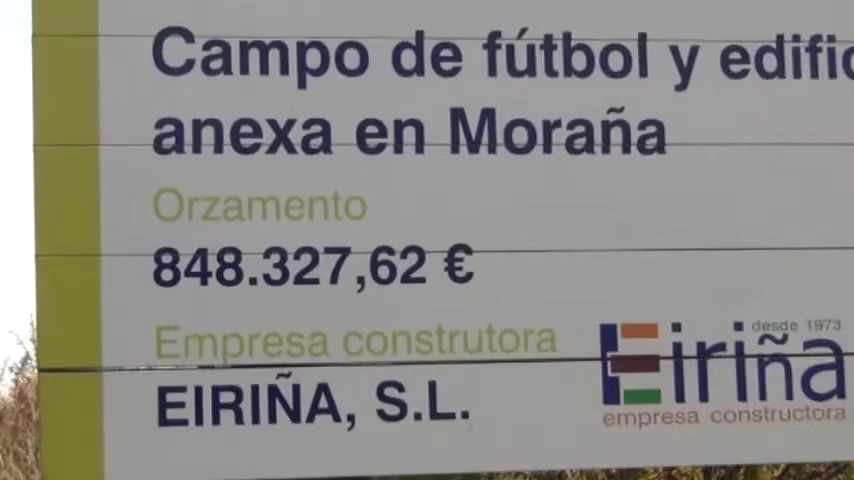 Campo de fútbol y edific
anexa en Moraña
Orzamento
848.327,62 €
Empresa construtora
EIRIÑA, S.L.
desde 1973
Eiriña
empresa constructora